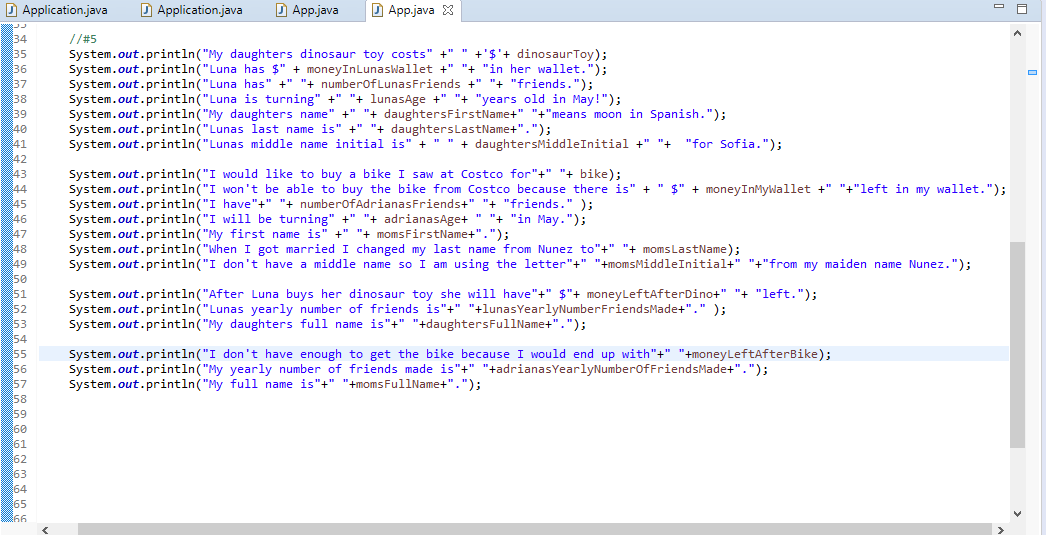 Application.java Application.java App.java App.java
33
34 //#5
35 System.out.println("My daughters dinosaur toy costs" +" " +'$'+ dinosaurToy);
36 System.out.println("Luna has $" + moneyInLunasWallet +" "+ "in her wallet.");
37 System.out.println("Luna has" +" "+ numberOfLunasFriends +" "+ "friends.");
38 System.out.println("Luna is turning" +" "+ lunasAge +" "+ "years old in May!");
39 System.out.println("My daughters name" +" "+ daughtersFirstName+" "+"means moon in Spanish.");
40 System.out.println("Lunas last name is" +" "+ daughtersLastName+".");
41 System.out.println("Lunas middle name initial is" + " " + daughtersMiddleInitial +" "+  "for Sofia.");
42
43 System.out.println("I would like to buy a bike I saw at Costco for"+" "+ bike);
44 System.out.println("I won't be able to buy the bike from Costco because there is" + " $" + moneyInMyWallet +" "+"left in my wallet.");
45 System.out.println("I have"+" "+ numberOfAdrianasFriends+" "+ "friends." );
46 System.out.println("I will be turning" +" "+ adrianasAge+ " "+ "in May.");
47 System.out.println("My first name is" +" "+ momsFirstName+".");
48 System.out.println("When I got married I changed my last name from Nunez to"+" "+ momsLastName);
49 System.out.println("I don't have a middle name so I am using the letter"+" "+momsMiddleInitial+" "+"from my maiden name Nunez.");
50
51 System.out.println("After Luna buys her dinosaur toy she will have"+" $"+ moneyLeftAfterDino+" "+ "left.");
52 System.out.println("Lunas yearly number of friends is"+" "+lunasYearlyNumberFriendsMade+"." );
53 System.out.println("My daughters full name is"+" "+daughtersFullName+".");
54
55 System.out.println("I don't have enough to get the bike because I would end up with"+" "+moneyLeftAfterBike);
56 System.out.println("My yearly number of friends made is"+" "+adrianasYearlyNumberOfFriendsMade+".");
57 System.out.println("My full name is"+" "+momsFullName+".");
58
59
60
61
62
63
64
65
66